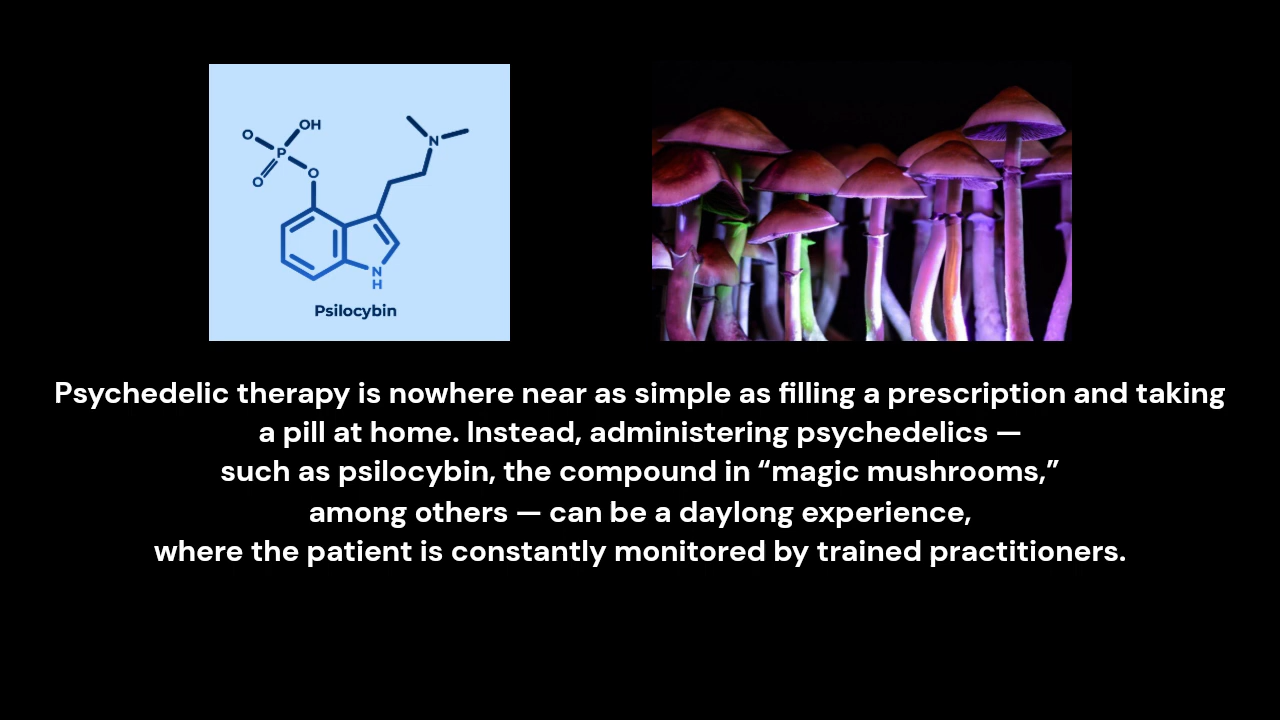 OH
O
P
O
O
N
N
H
Psilocybin
Psychedelic therapy is nowhere near as simple as filling a prescription and taking
a pill at home. Instead, administering psychedelics —
such as psilocybin, the compound in “magic mushrooms,”
among others — can be a daylong experience,
where the patient is constantly monitored by trained practitioners.